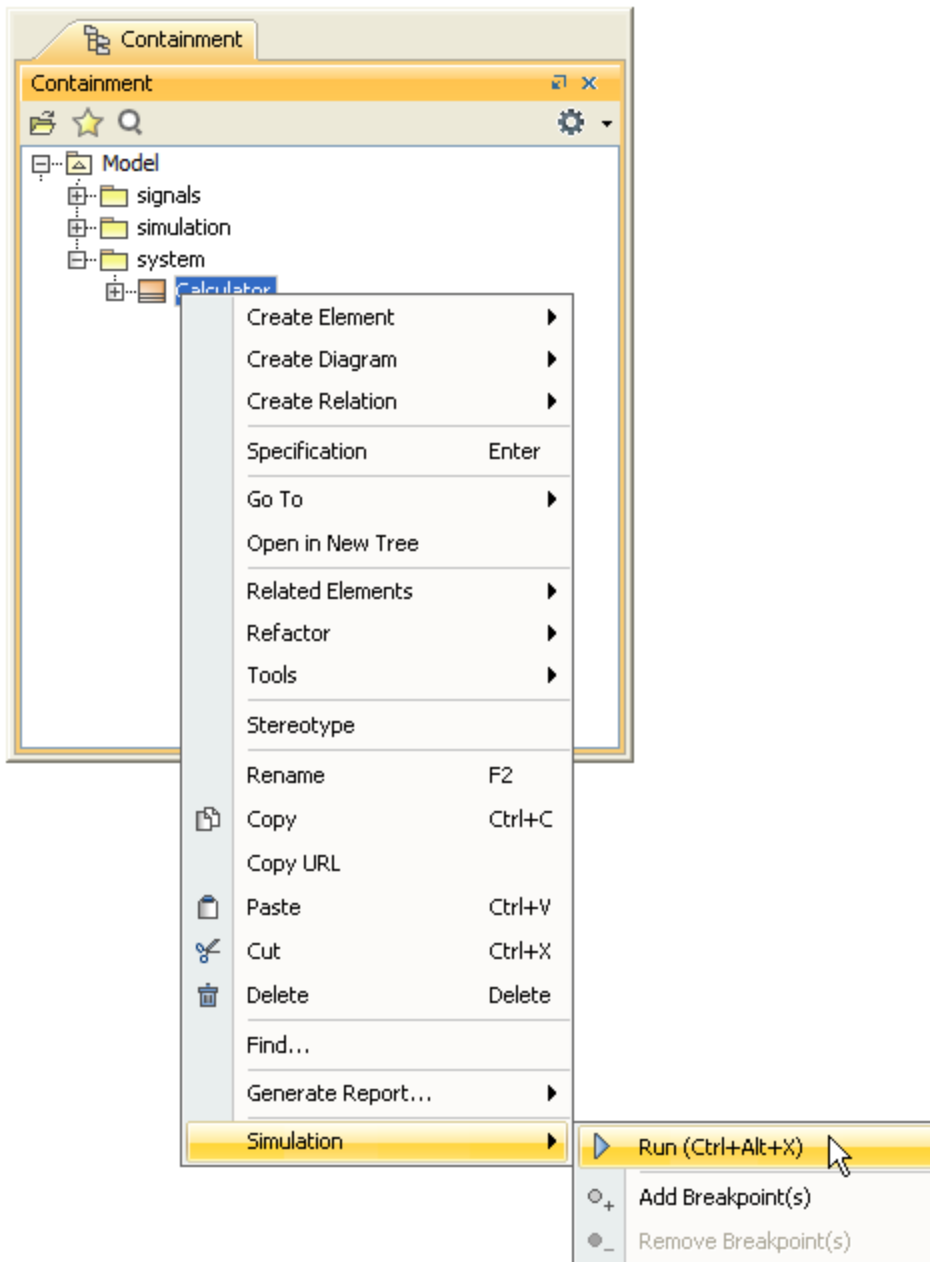 Containment
Containment
Model
signals
simulation
system
Calculator
Create Element
Create Diagram
Create Relation
Specification Enter
Go To
Open in New Tree
Related Elements
Refactor
Tools
Stereotype
Rename F2
Copy Ctrl+C
Copy URL
Paste Ctrl+V
Cut Ctrl+X
Delete Delete
Find...
Generate Report...
Simulation
Run (Ctrl+Alt+X)
Add Breakpoint(s)
Remove Breakpoint(s)